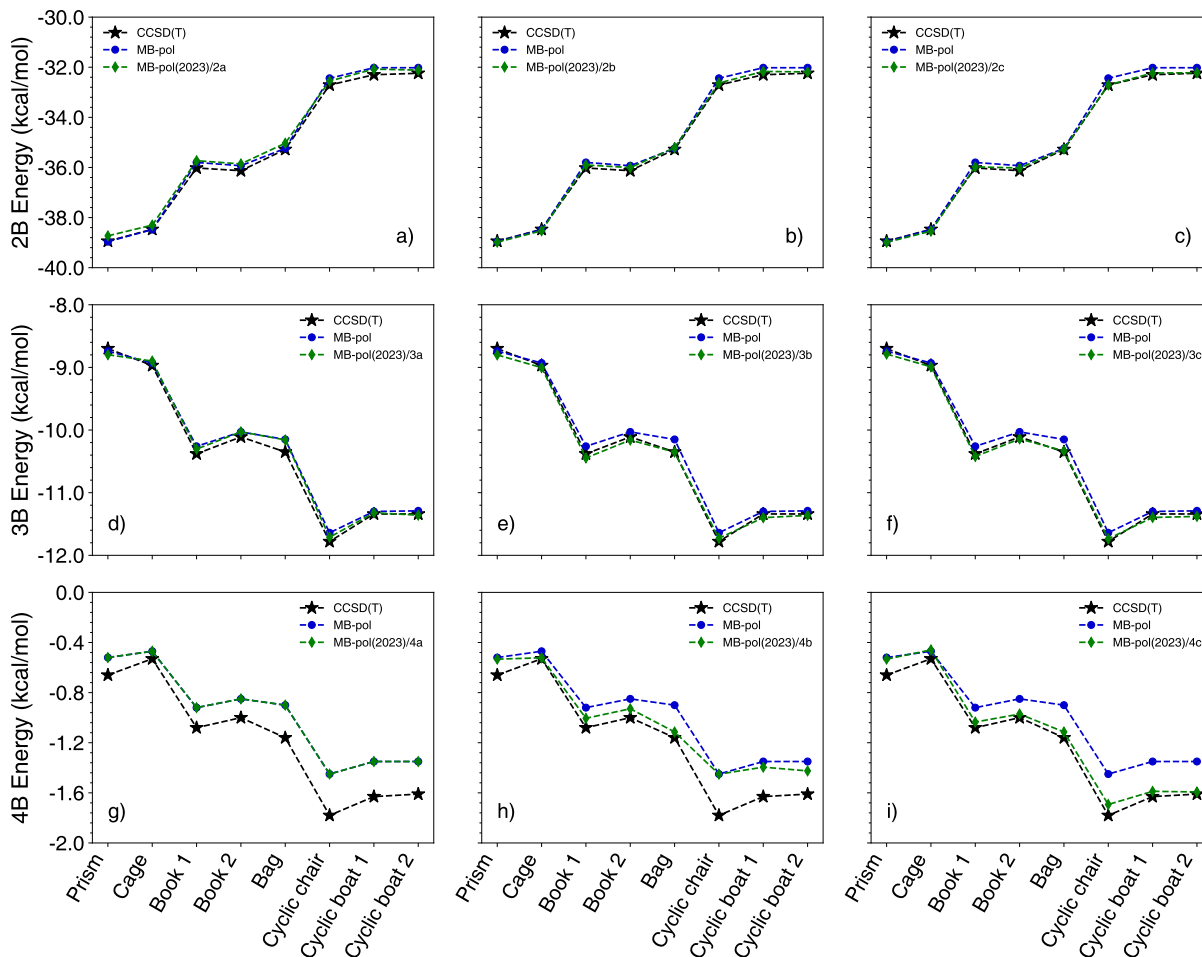 -30.0
-32.0
-34.0
-36.0
-38.0
-40.0
2B Energy (kcal/mol)
CCSD(T)
MB-pol
MB-pol(2023)/2a
a)
CCSD(T)
MB-pol
MB-pol(2023)/2b
b)
CCSD(T)
MB-pol
MB-pol(2023)/2c
c)
-8.0
-9.0
-10.0
-11.0
-12.0
3B Energy (kcal/mol)
CCSD(T)
MB-pol
MB-pol(2023)/3a
d)
CCSD(T)
MB-pol
MB-pol(2023)/3b
e)
CCSD(T)
MB-pol
MB-pol(2023)/3c
f)
0.0
-0.4
-0.8
-1.2
-1.6
-2.0
4B Energy (kcal/mol)
CCSD(T)
MB-pol
MB-pol(2023)/4a
g)
CCSD(T)
MB-pol
MB-pol(2023)/4b
h)
CCSD(T)
MB-pol
MB-pol(2023)/4c
i)
Prism
Cage
Book 1
Book 2
Bag
Cyclic chair
Cyclic boat 1
Cyclic boat 2
Prism
Cage
Book 1
Book 2
Bag
Cyclic chair
Cyclic boat 1
Cyclic boat 2
Prism
Cage
Book 1
Book 2
Bag
Cyclic chair
Cyclic boat 1
Cyclic boat 2